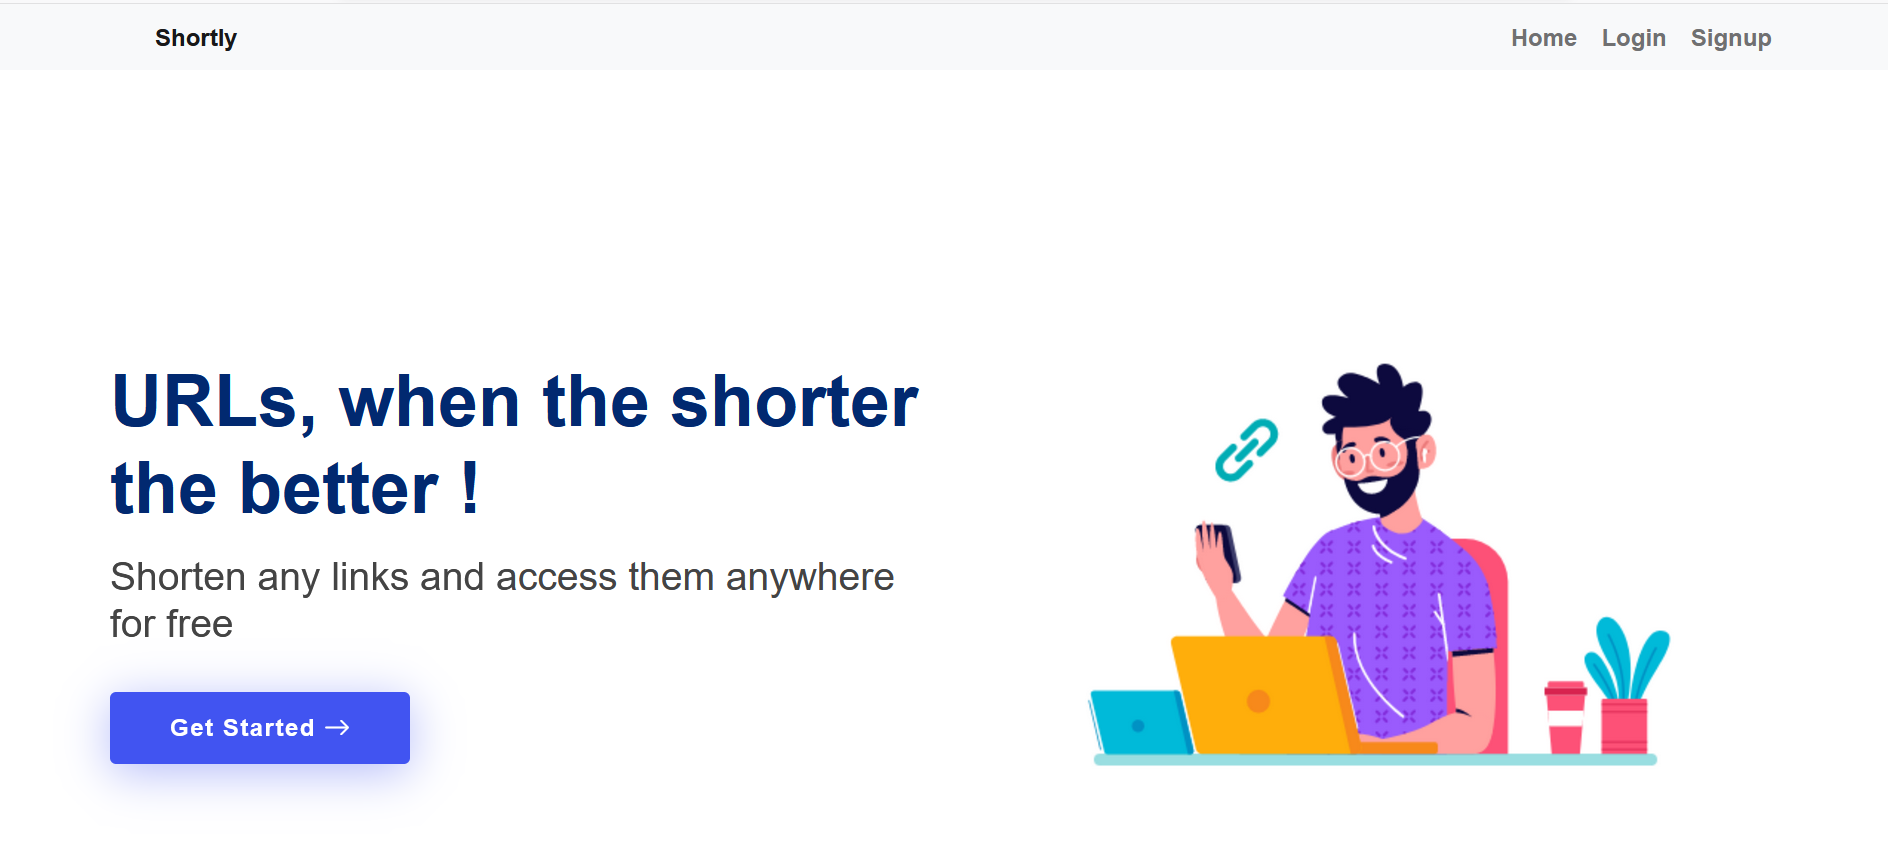 Shortly
Home Login Signup
URLs, when the shorter
the better !
Shorten any links and access them anywhere
for free
Get Started →